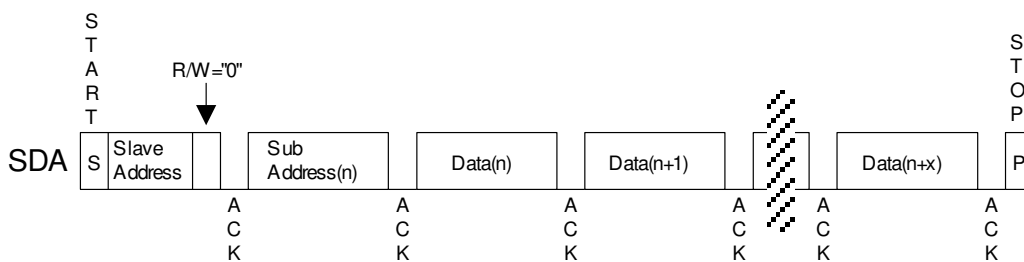 START
STOP
R/W="0"
SDA
S
Slave
Address
Sub
Address(n)
Data(n)
Data(n+1)
Data(n+x)
P
ACK
ACK
ACK
ACK
ACK
ACK